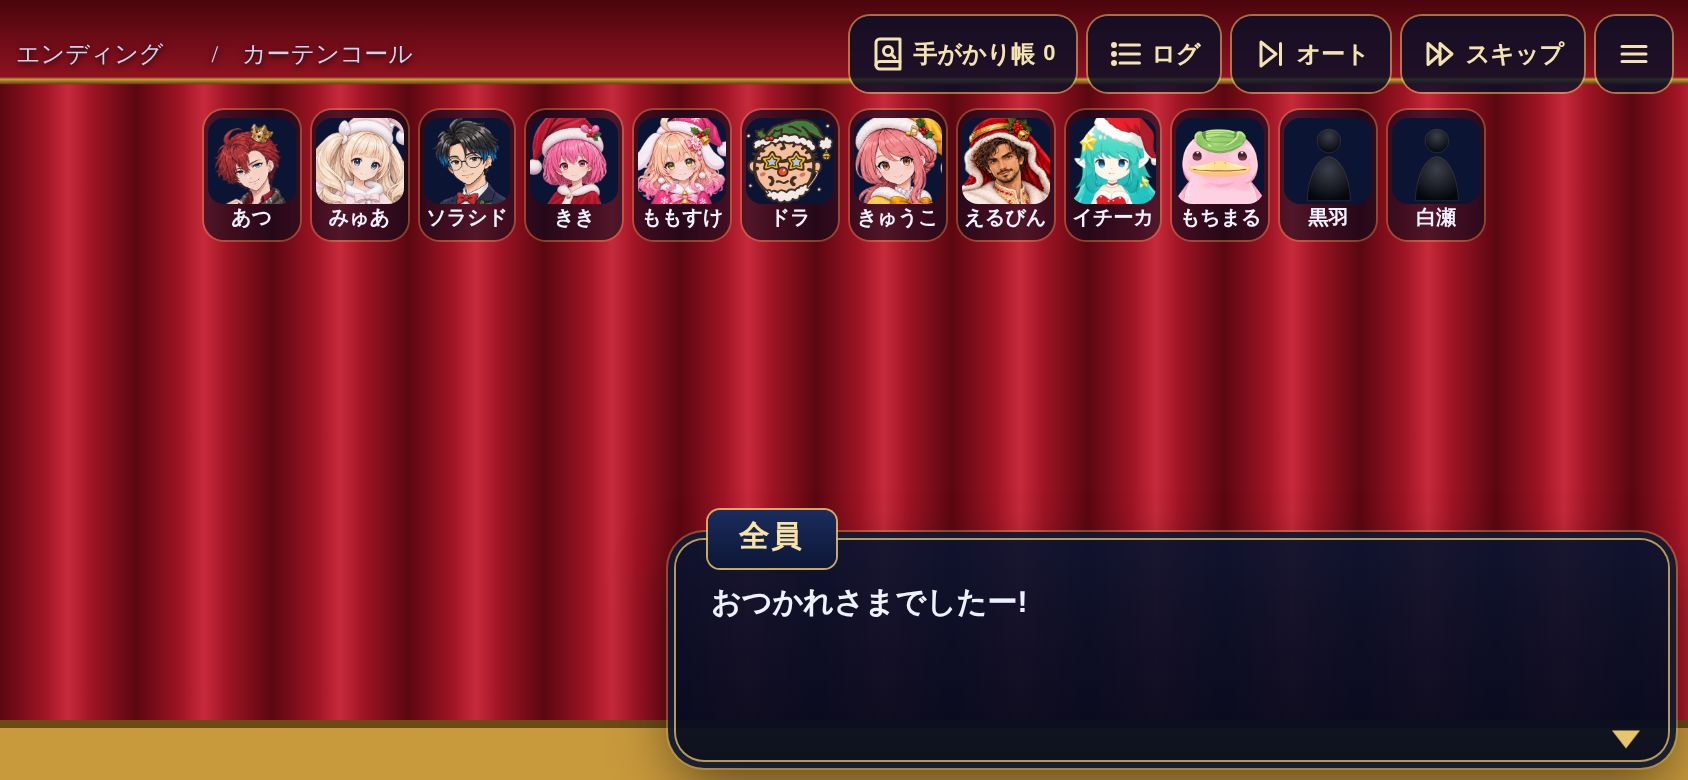 エンディング / カーテンコール
手がかり帳 0
ログ
オート
スキップ
あつ
みゅあ
ソラシド
きき
ももすけ
ドラ
きゅうこ
えるびん
イチーカ
もちまる
黒羽
白瀬
全員
おつかれさまでしたー!